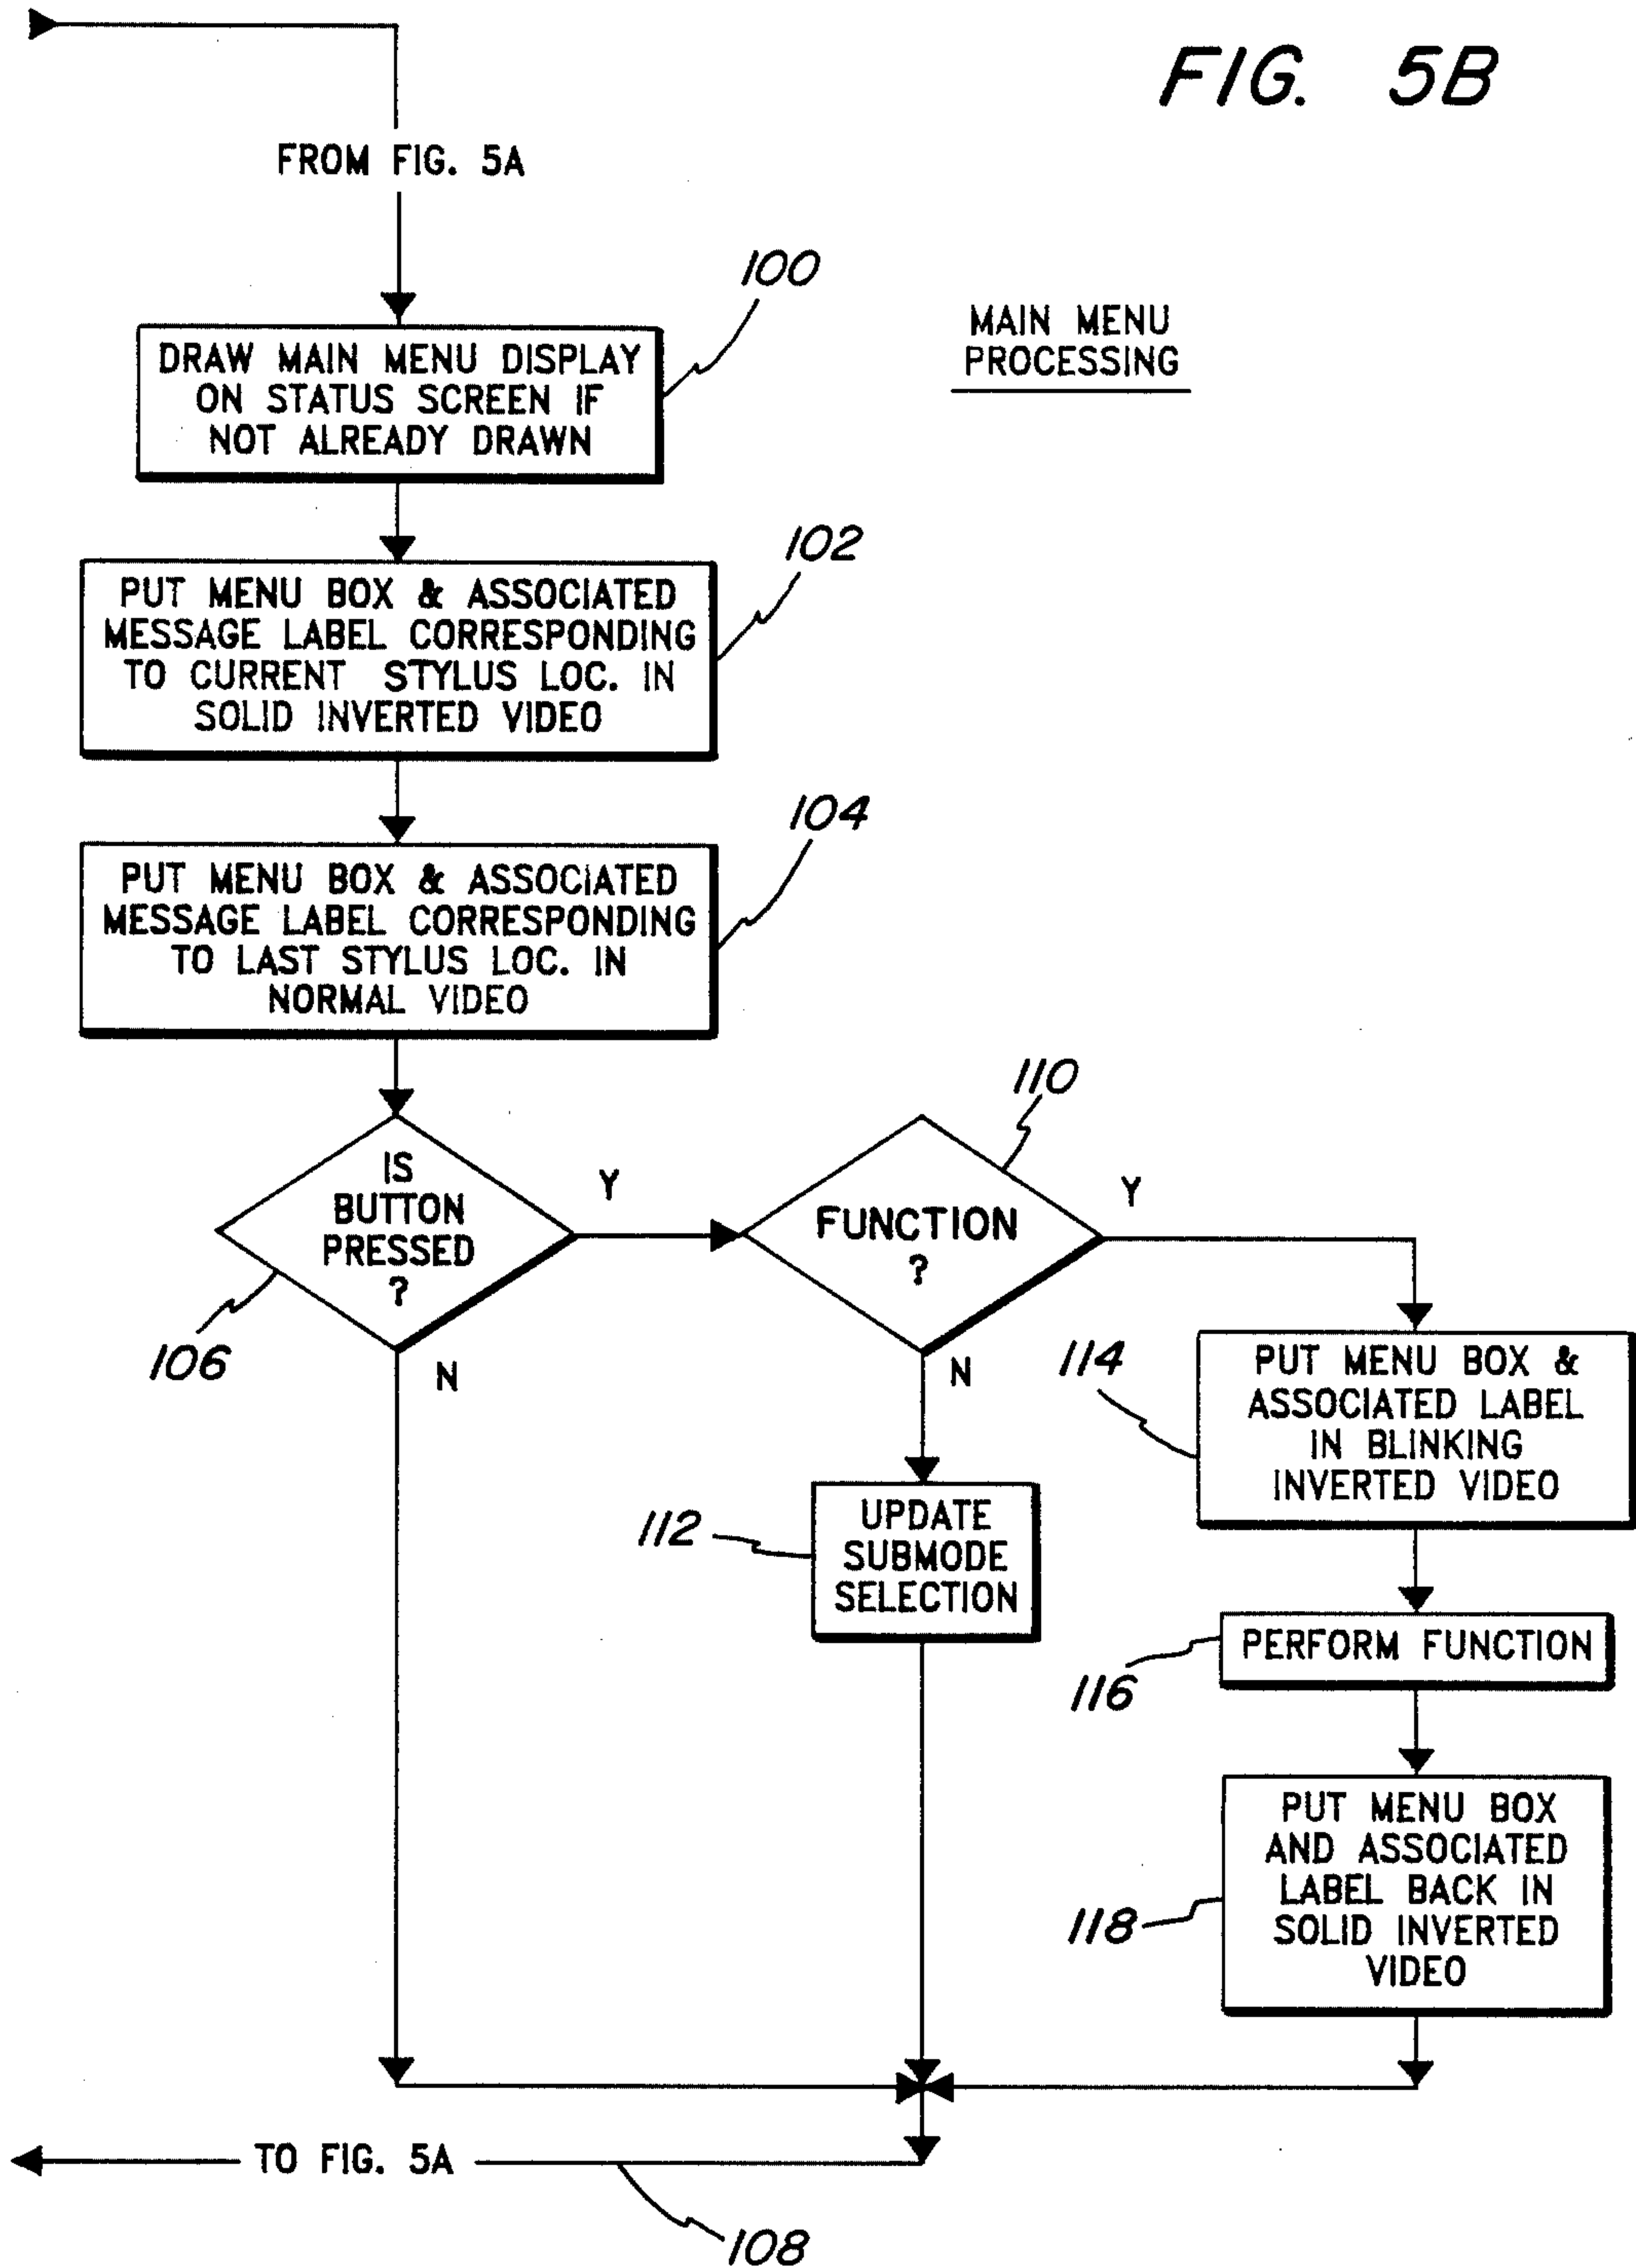 FIG. 5B
FROM FIG. 5A
100
MAIN MENU
PROCESSING
DRAW MAIN MENU DISPLAY
ON STATUS SCREEN IF
NOT ALREADY DRAWN
102
PUT MENU BOX & ASSOCIATED
MESSAGE LABEL CORRESPONDING
TO CURRENT STYLUS LOC. IN
SOLID INVERTED VIDEO
104
PUT MENU BOX & ASSOCIATED
MESSAGE LABEL CORRESPONDING
TO LAST STYLUS LOC. IN
NORMAL VIDEO
IS
BUTTON
PRESSED
?
106
Y
N
110
FUNCTION
?
Y
N
112
UPDATE
SUBMODE
SELECTION
114
PUT MENU BOX &
ASSOCIATED LABEL
IN BLINKING
INVERTED VIDEO
PERFORM FUNCTION
116
PUT MENU BOX
AND ASSOCIATED
LABEL BACK IN
SOLID INVERTED
VIDEO
118
TO FIG. 5A
108